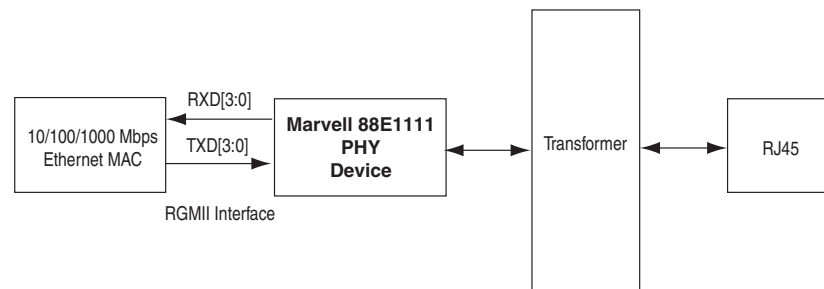 RXD[3:0]
10/100/1000 Mbps
Ethernet MAC
TXD[3:0]
RGMII Interface
Marvell 88E1111
PHY
Device
Transformer
RJ45